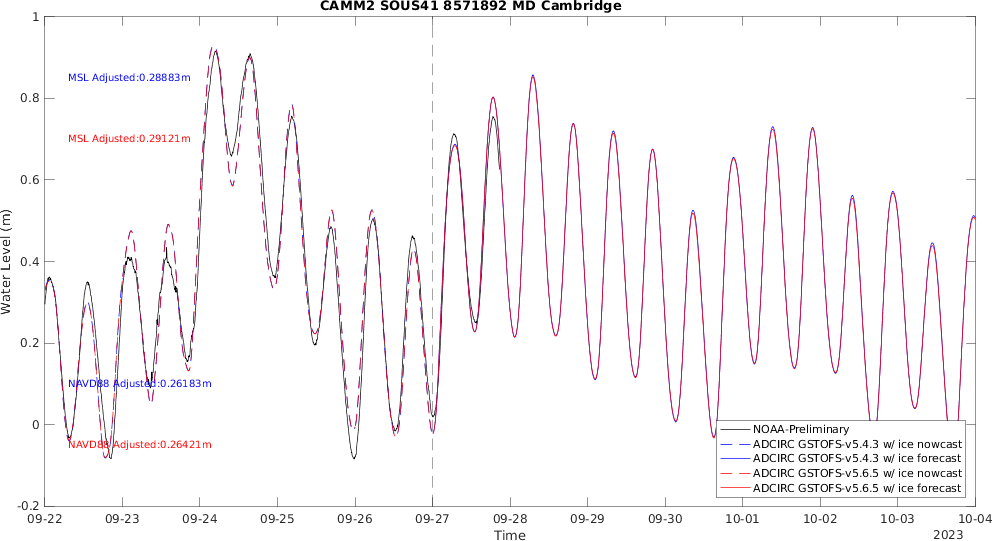 CAMM2 SOUS41 8571892 MD Cambridge
1
0.8
0.6
0.4
0.2
0
-0.2
Water Level (m)
MSL Adjusted:0.28883m
MSL Adjusted:0.29121m
NAVD88 Adjusted:0.26183m
NAVD88 Adjusted:0.26421m
NOAA-Preliminary
ADCIRC GSTOFS-v5.4.3 w/ ice nowcast
ADCIRC GSTOFS-v5.4.3 w/ ice forecast
ADCIRC GSTOFS-v5.6.5 w/ ice nowcast
ADCIRC GSTOFS-v5.6.5 w/ ice forecast
09-22 09-23 09-24 09-25 09-26 09-27 09-28 09-29 09-30 10-01 10-02 10-03 10-04
Time
2023